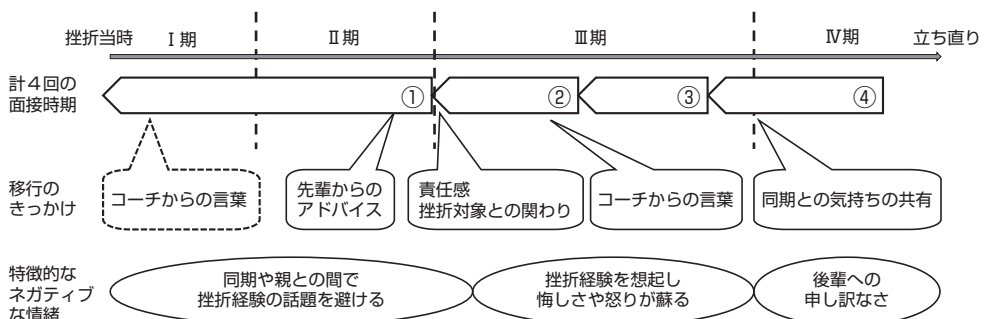 挫折当時 Ⅰ期 Ⅱ期 Ⅲ期 Ⅳ期 立ち直り
計4回の
面接時期
① ② ③ ④
移行の
きっかけ
コーチからの言葉
先輩からの
アドバイス
責任感
挫折対象との関わり
コーチからの言葉
同期との気持ちの共有
特徴的な
ネガティブ
な情緒
同期や親との間で
挫折経験の話題を避ける
挫折経験を想起し
悔しさや怒りが蘇る
後輩への
申し訳なさ